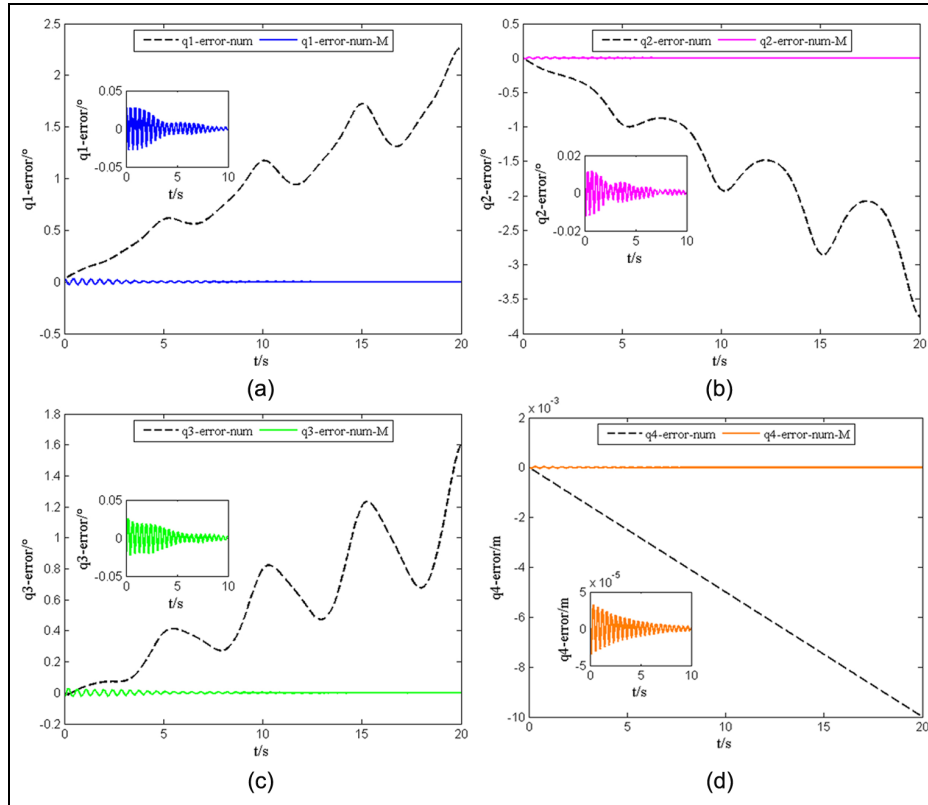 2.5
2
1.5
1
0.5
0
-0.5
q1-error/°
q1-error-num
q1-error-num-M
0.05
0
-0.05
q1-error/°
0
5
10
t/s
0
5
10
15
20
t/s
(a)
0.5
0
-0.5
-1
-1.5
-2
-2.5
-3
-3.5
-4
q2-error/°
q2-error-num
q2-error-num-M
0.02
0
-0.02
q2-error/°
0
5
10
t/s
0
5
10
15
20
t/s
(b)
1.8
1.6
1.4
1.2
1
0.8
0.6
0.4
0.2
0
-0.2
q3-error/°
q3-error-num
q3-error-num-M
0.05
0
-0.05
q3-error/°
0
5
10
t/s
0
5
10
15
20
t/s
(c)
x 10⁻³
2
0
-2
-4
-6
-8
-10
q4-error/m
q4-error-num
q4-error-num-M
x 10⁻⁵
5
0
-5
q4-error/m
0
5
10
t/s
0
5
10
15
20
t/s
(d)